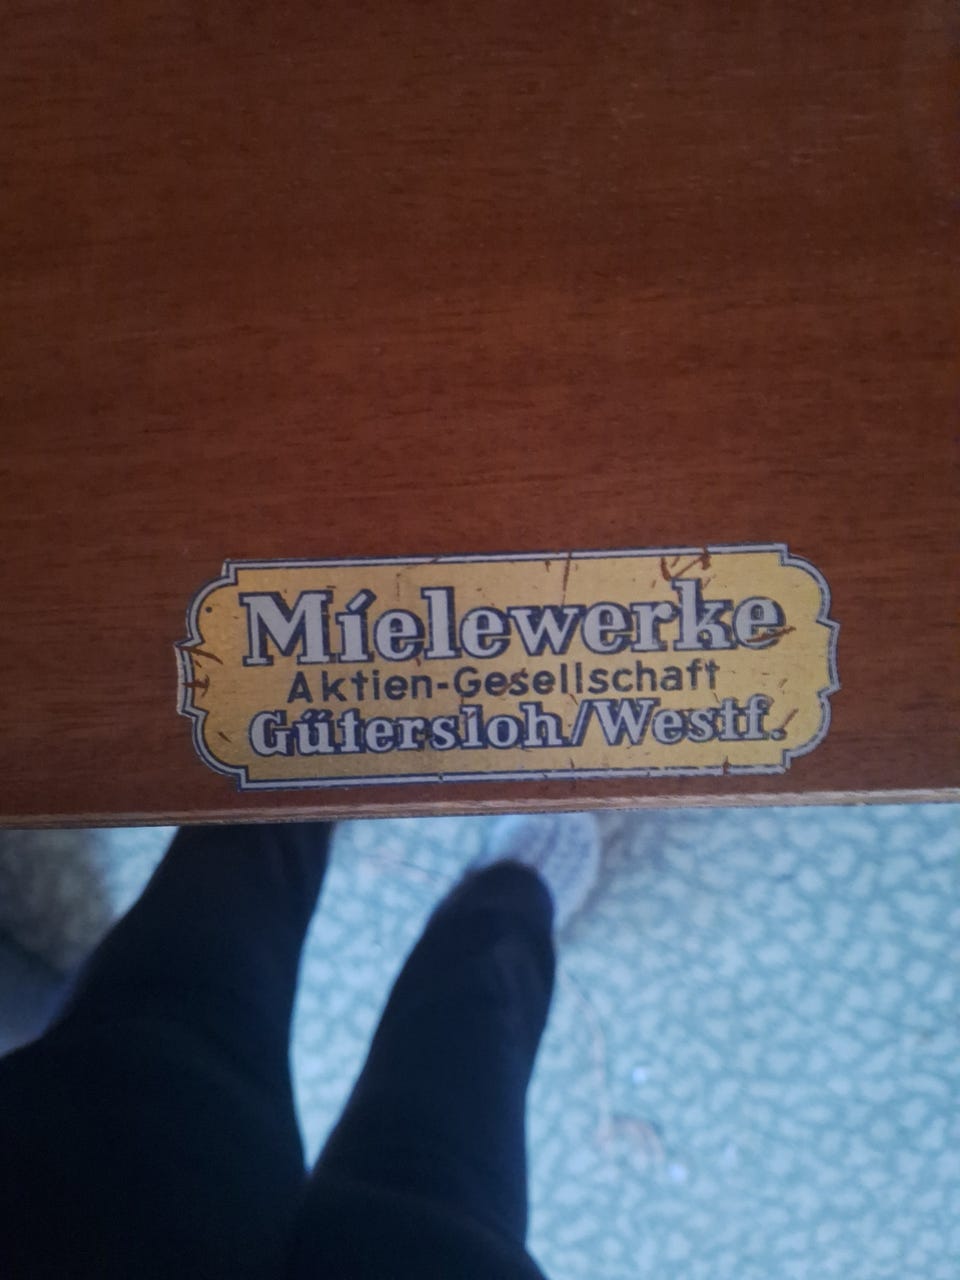 Mielewerke
Aktien-Gesellschaft
Gütersloh/Westf.